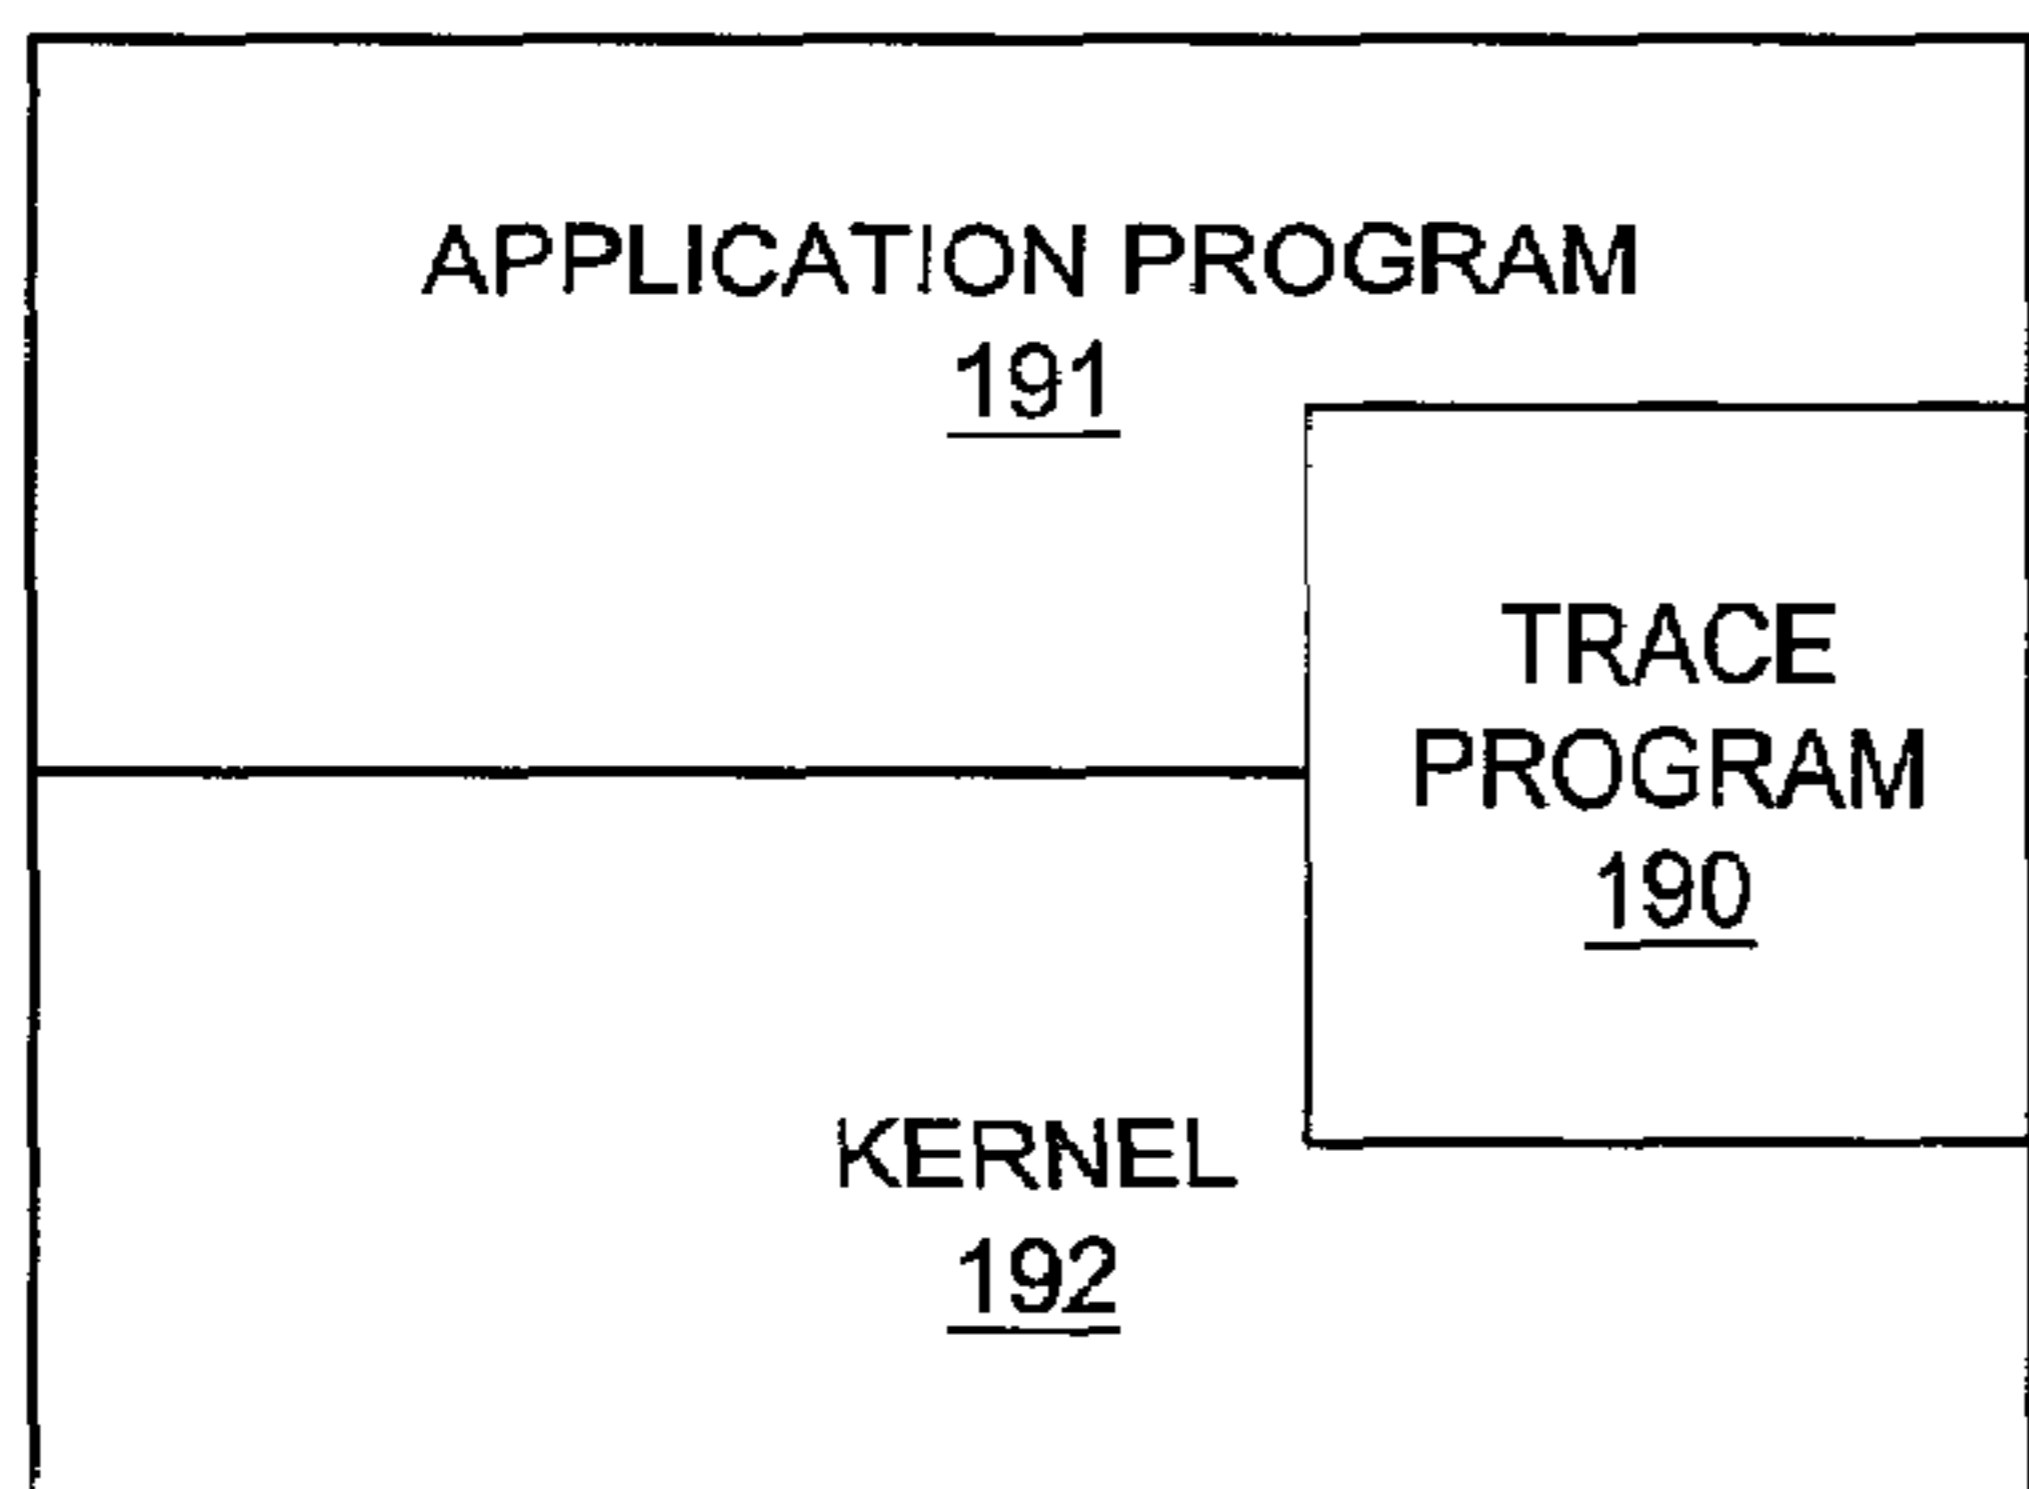 APPLICATION PROGRAM
191
TRACE
PROGRAM
190
KERNEL
192